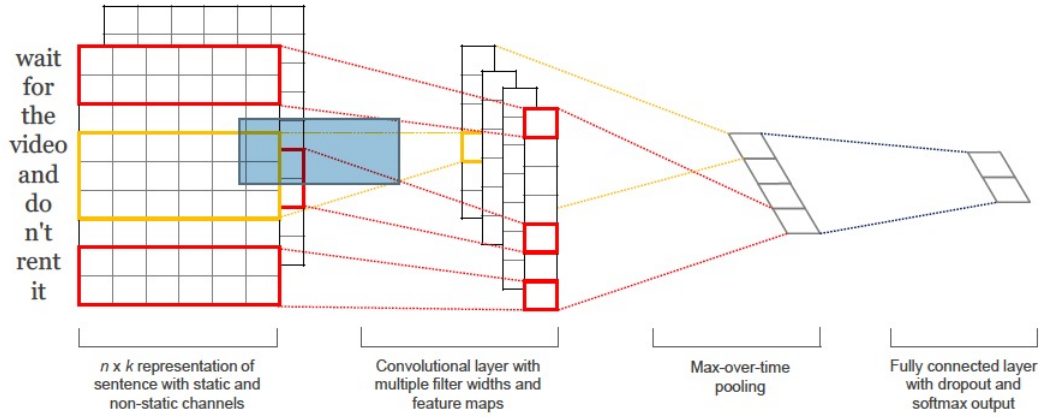 wait
for
the
video
and
do
n't
rent
it
n x k representation of
sentence with static and
non-static channels
Convolutional layer with
multiple filter widths and
feature maps
Max-over-time
pooling
Fully connected layer
with dropout and
softmax output